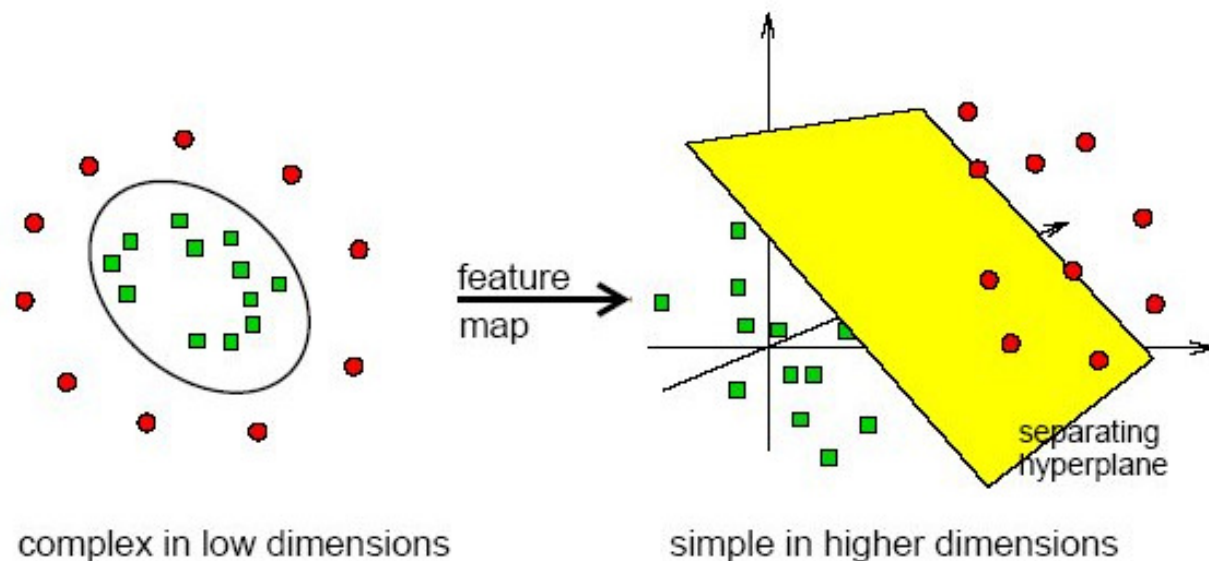 feature
map
separating
hyperplane
complex in low dimensions
simple in higher dimensions